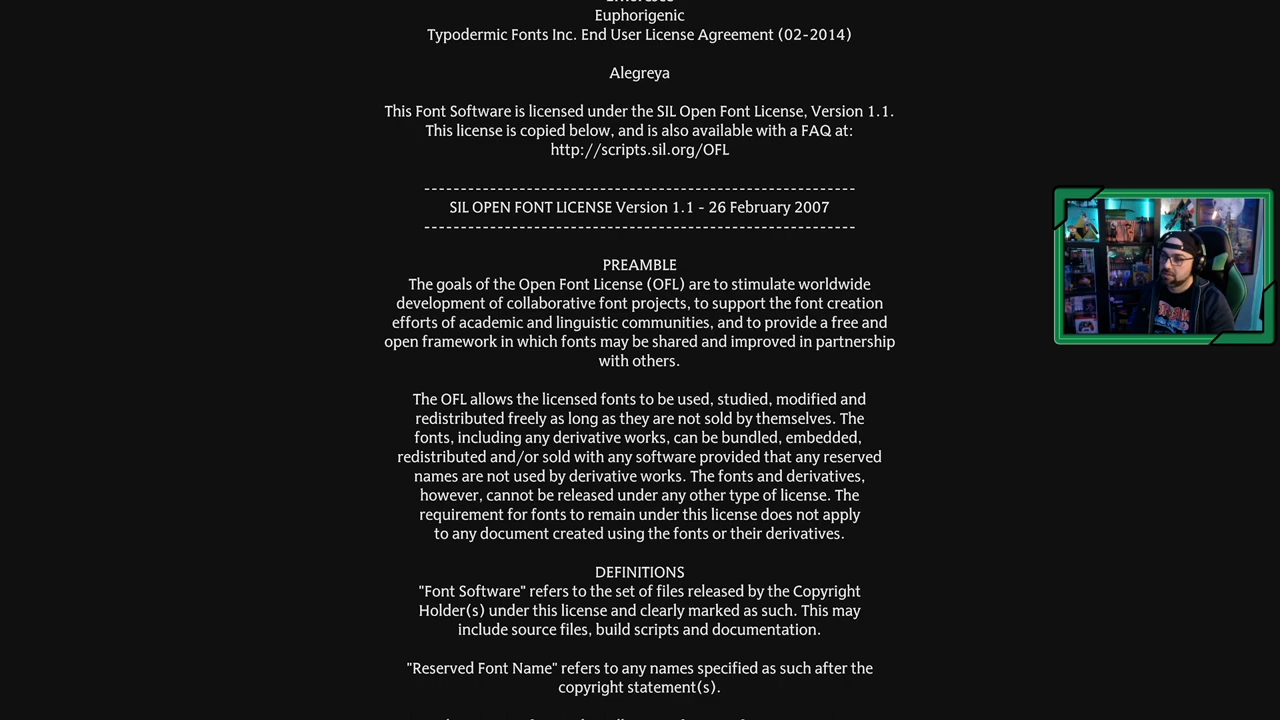 Euphorigenic
Typodermic Fonts Inc. End User License Agreement (02-2014)
Alegreya
This Font Software is licensed under the SIL Open Font License, Version 1.1.
This license is copied below, and is also available with a FAQ at:
http://scripts.sil.org/OFL
-----------------------------------------------------------
SIL OPEN FONT LICENSE Version 1.1 - 26 February 2007
-----------------------------------------------------------
PREAMBLE
The goals of the Open Font License (OFL) are to stimulate worldwide
development of collaborative font projects, to support the font creation
efforts of academic and linguistic communities, and to provide a free and
open framework in which fonts may be shared and improved in partnership
with others.
The OFL allows the licensed fonts to be used, studied, modified and
redistributed freely as long as they are not sold by themselves. The
fonts, including any derivative works, can be bundled, embedded,
redistributed and/or sold with any software provided that any reserved
names are not used by derivative works. The fonts and derivatives,
however, cannot be released under any other type of license. The
requirement for fonts to remain under this license does not apply
to any document created using the fonts or their derivatives.
DEFINITIONS
"Font Software" refers to the set of files released by the Copyright
Holder(s) under this license and clearly marked as such. This may
include source files, build scripts and documentation.
"Reserved Font Name" refers to any names specified as such after the
copyright statement(s).